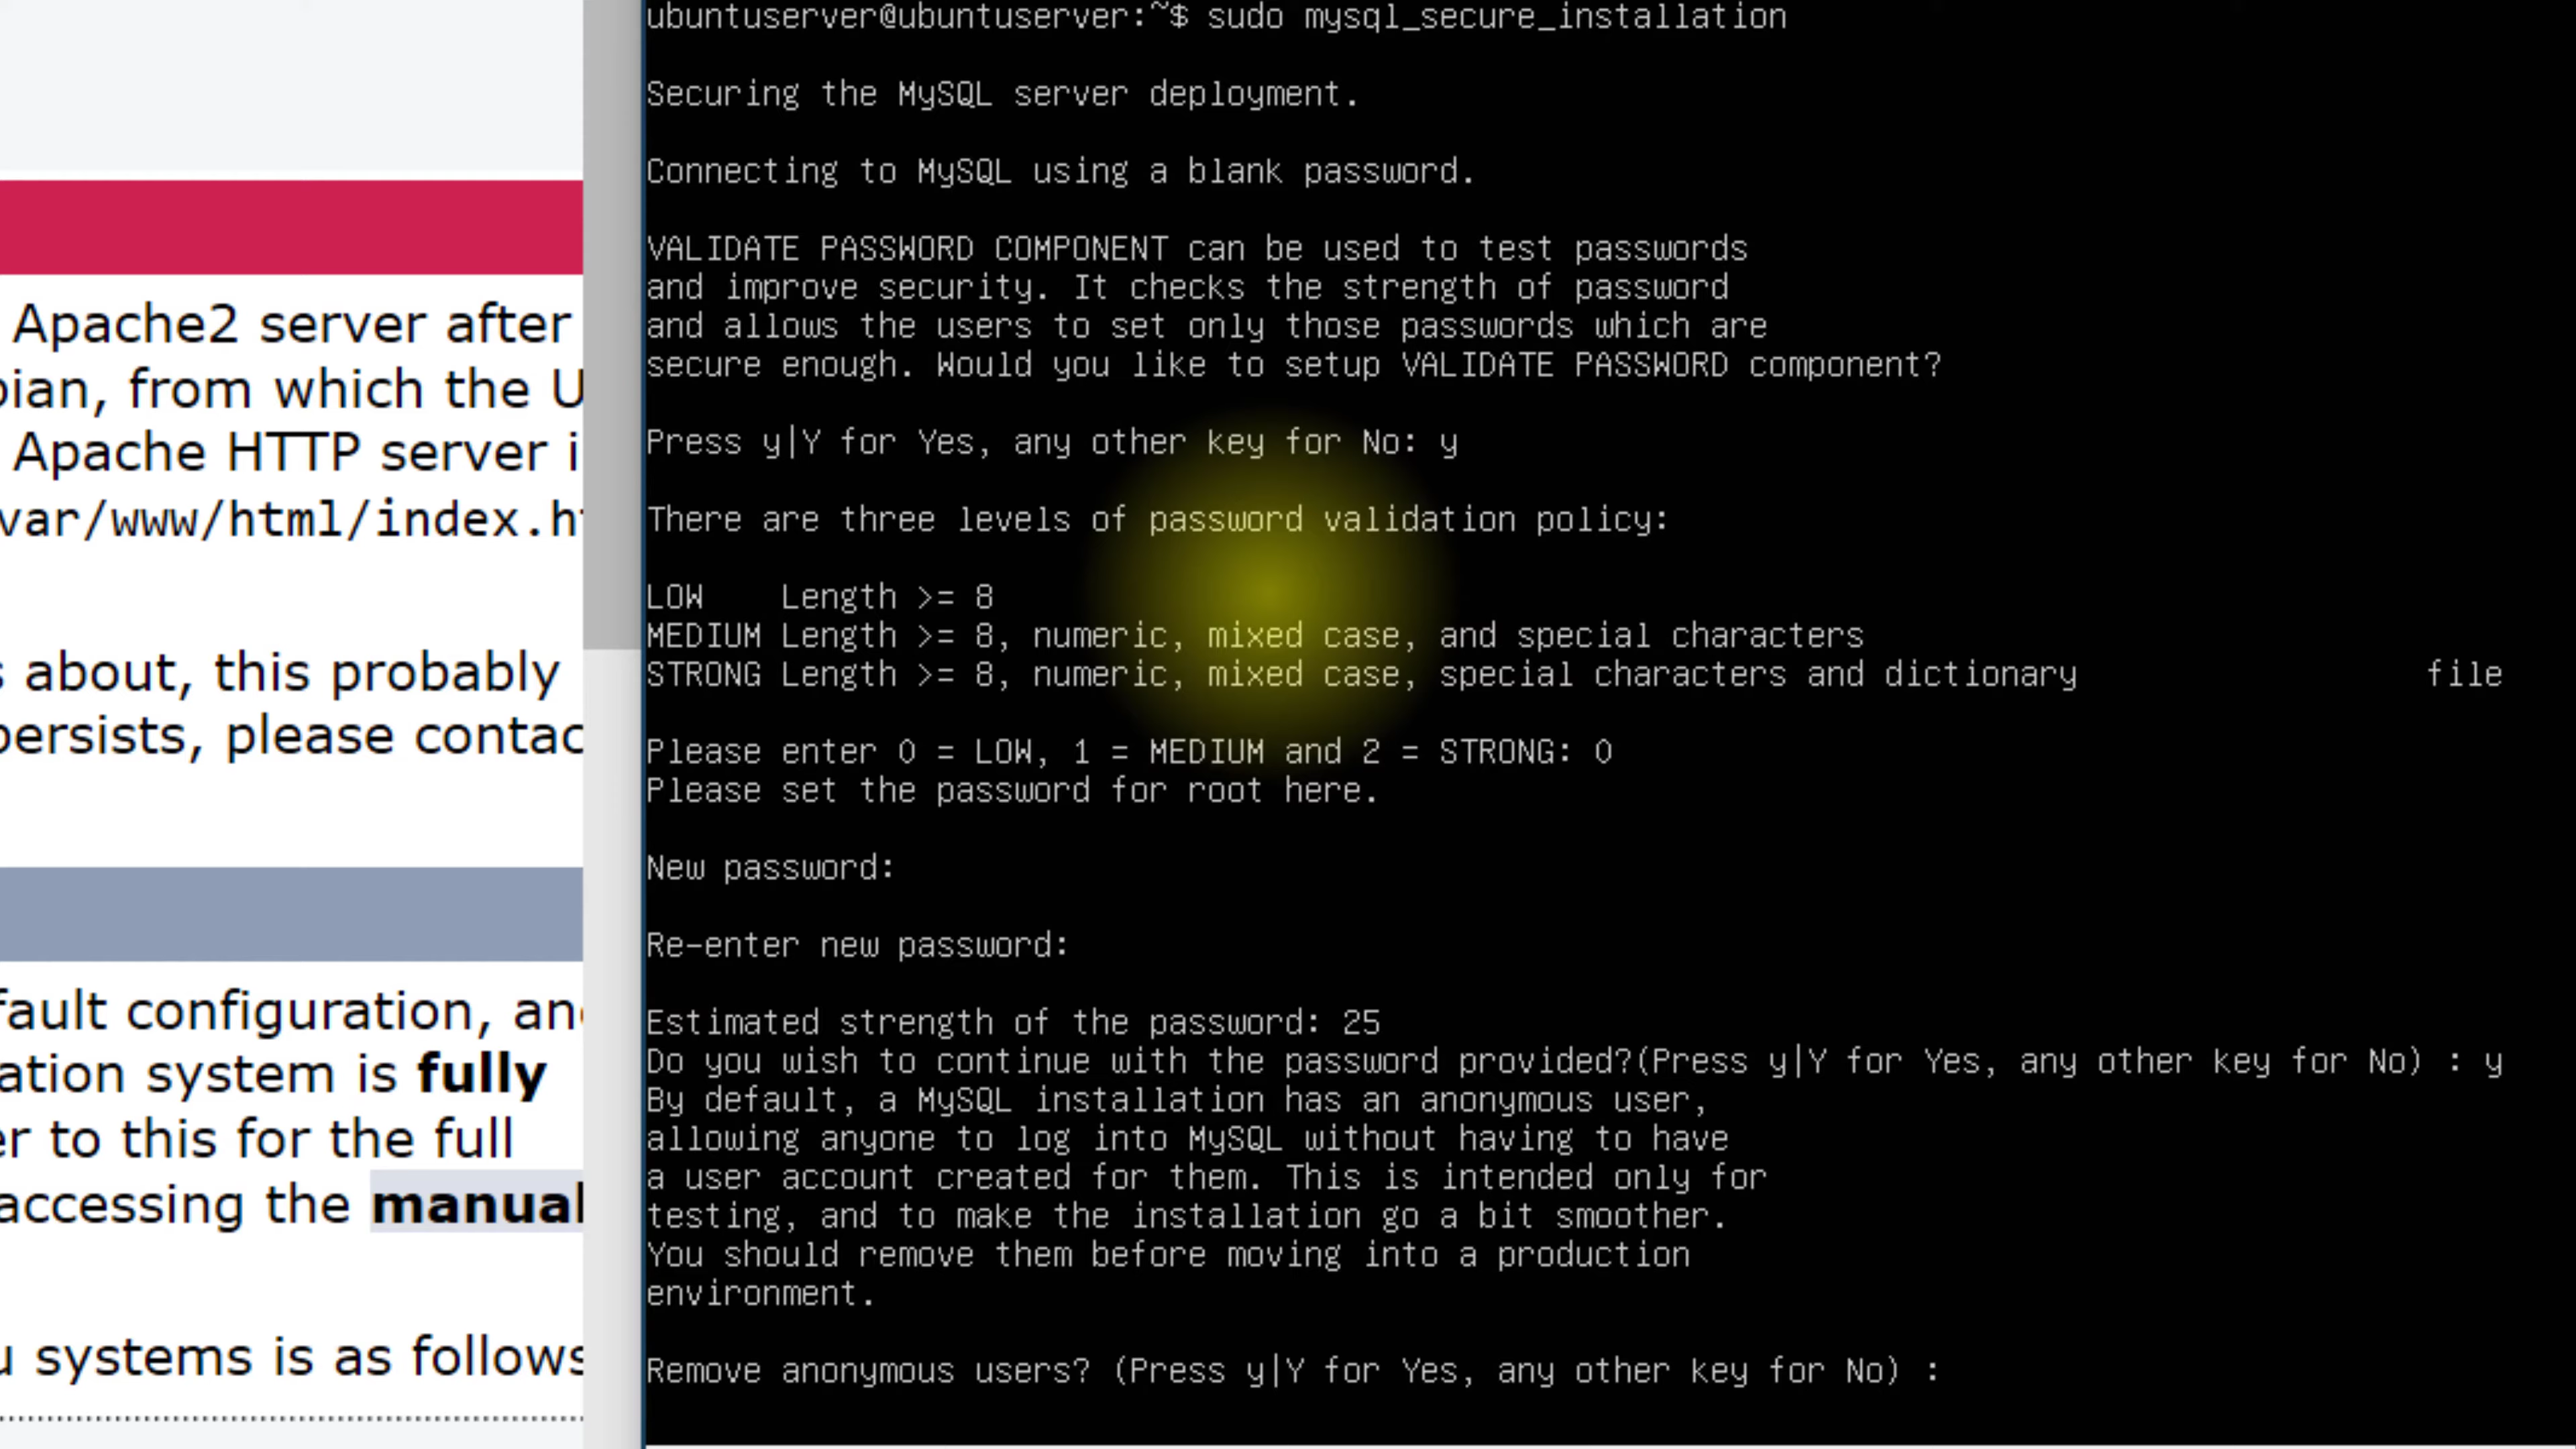 Apache2 server after
bian, from which the U
Apache HTTP server i
var/www/html/index.h
s about, this probably
persists, please contac
fault configuration, and
ation system is fully
er to this for the full
accessing the manual
u systems is as follows
ubuntuserver@ubuntuserver:~$ sudo mysql_secure_installation
Securing the MySQL server deployment.
Connecting to MySQL using a blank password.
VALIDATE PASSWORD COMPONENT can be used to test passwords
and improve security. It checks the strength of password
and allows the users to set only those passwords which are
secure enough. Would you like to setup VALIDATE PASSWORD component?
Press y|Y for Yes, any other key for No: y
There are three levels of password validation policy:
LOW    Length >= 8
MEDIUM Length >= 8, numeric, mixed case, and special characters
STRONG Length >= 8, numeric, mixed case, special characters and dictionary                  file
Please enter 0 = LOW, 1 = MEDIUM and 2 = STRONG: 0
Please set the password for root here.
New password:
Re-enter new password:
Estimated strength of the password: 25
Do you wish to continue with the password provided?(Press y|Y for Yes, any other key for No) : y
By default, a MySQL installation has an anonymous user,
allowing anyone to log into MySQL without having to have
a user account created for them. This is intended only for
testing, and to make the installation go a bit smoother.
You should remove them before moving into a production
environment.
Remove anonymous users? (Press y|Y for Yes, any other key for No) :